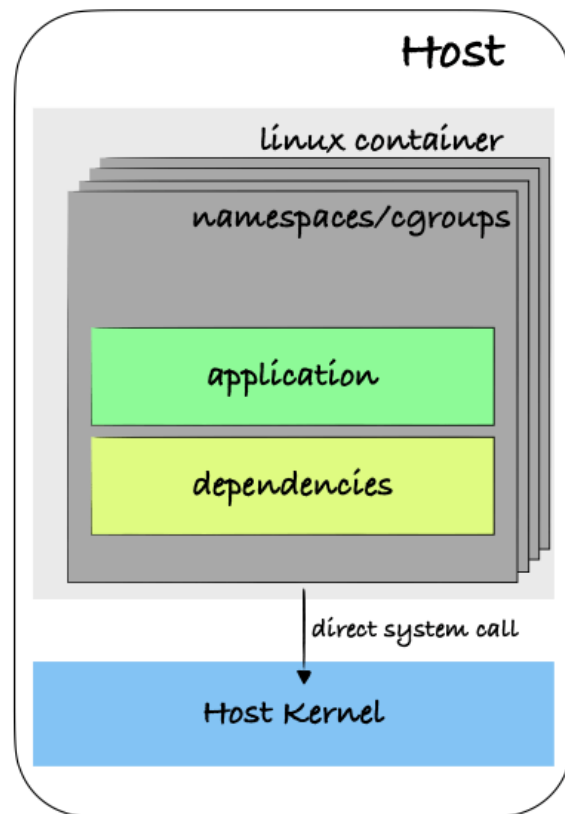 Host
linux container
namespaces/cgroups
application
dependencies
direct system call
Host Kernel